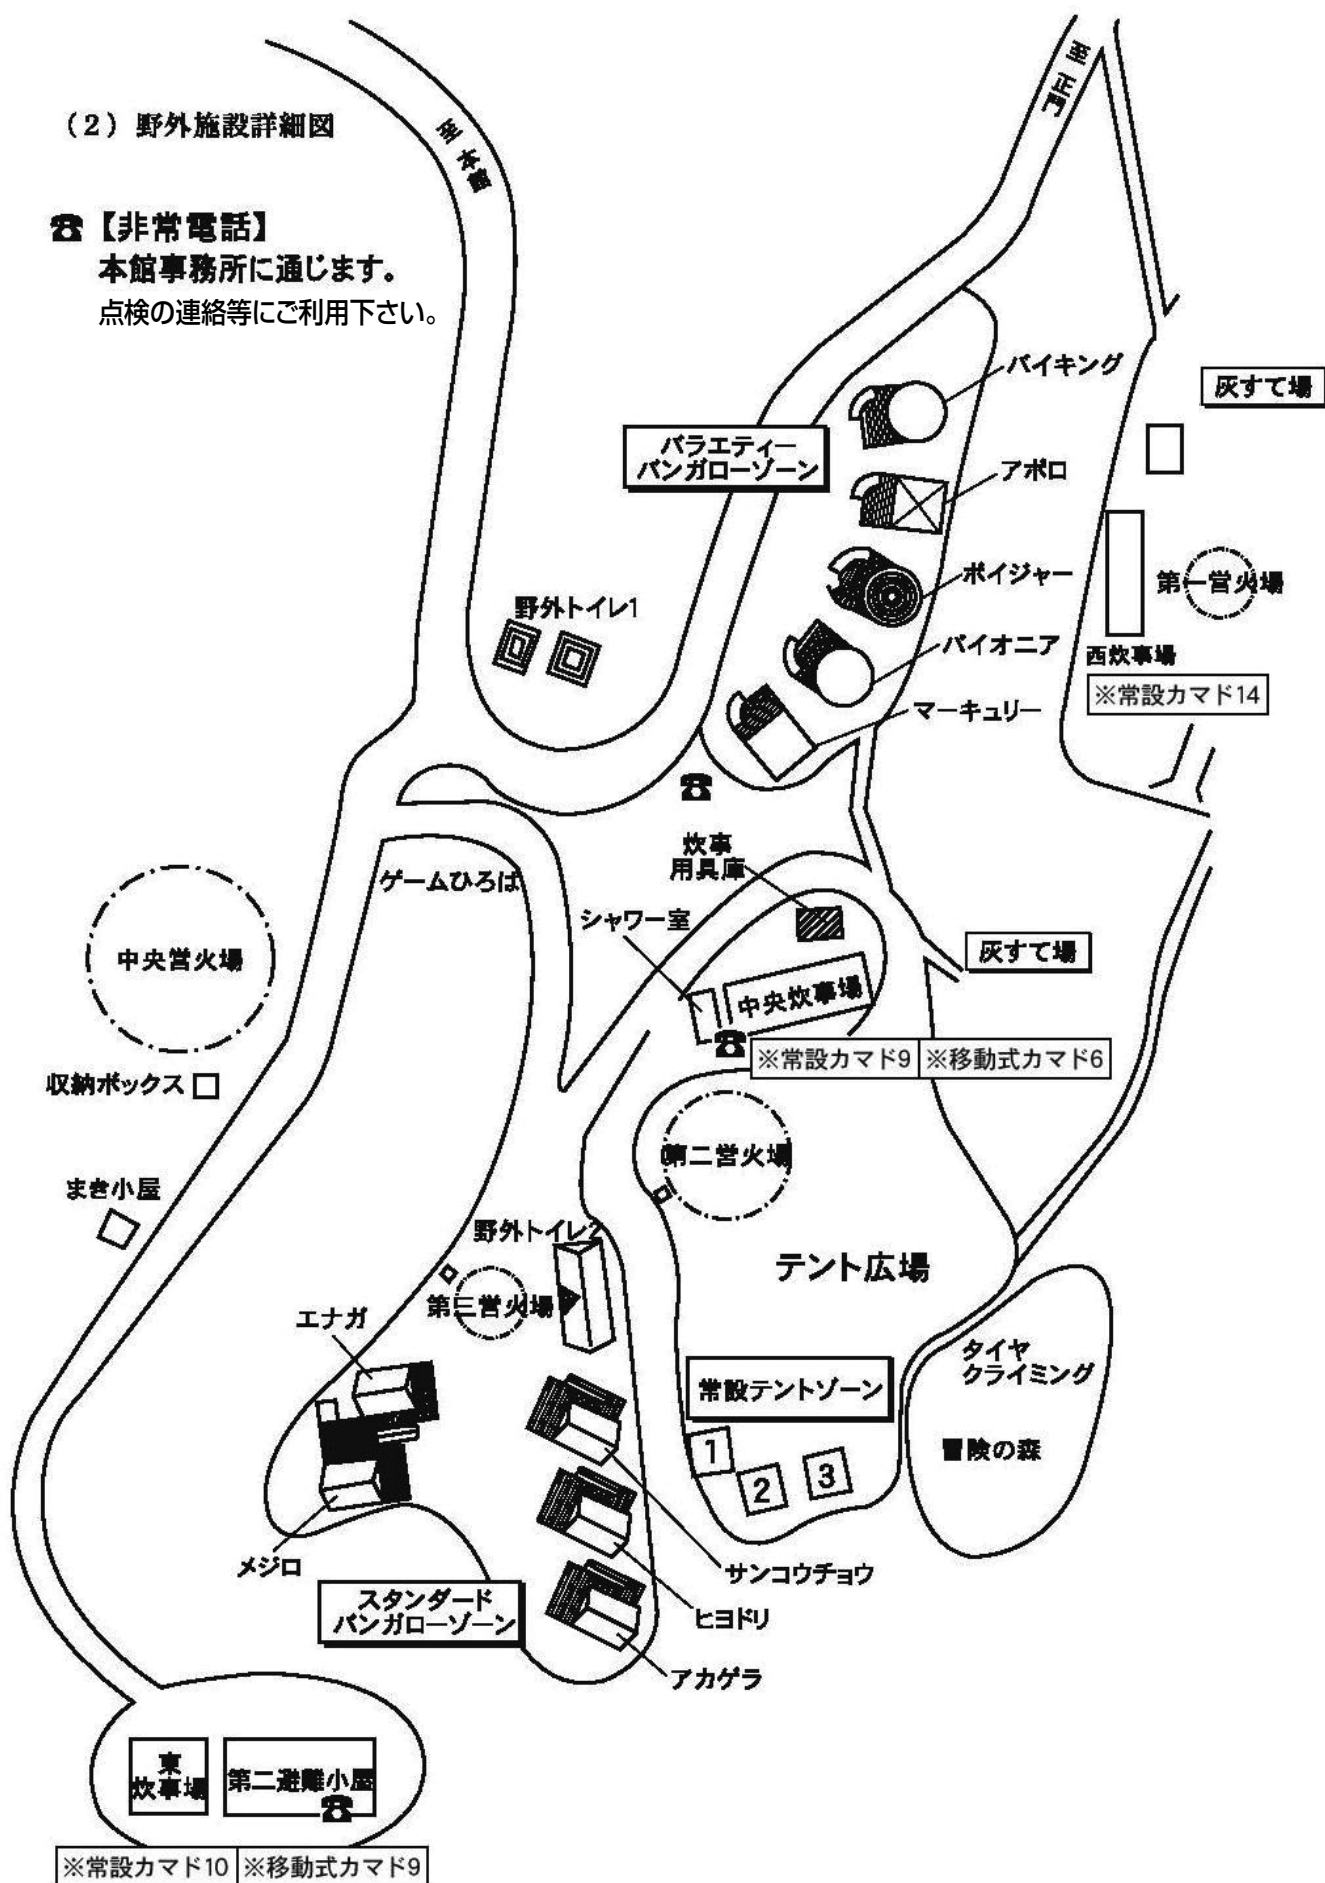 (2) 野外施設詳細図
至本館
至正門
☎【非常電話】
本館事務所に通じます。
点検の連絡等にご利用下さい。
バイキング
灰すて場
バラエティー
バンガローゾーン
アポロ
ボイジャー
第一営火場
野外トイレ1
パイオニア
西炊事場
※常設カマド14
マーキュリー
☎
炊事
用具庫
ゲームひろば
シャワー室
中央営火場
灰すて場
中央炊事場
☎
※常設カマド9 ※移動式カマド6
収納ボックス
第二営火場
まき小屋
野外トイレ2
テント広場
第三営火場
エナガ
タイヤ
クライミング
常設テントゾーン
冒険の森
1
2
3
メジロ
サンコウチョウ
スタンダード
バンガローゾーン
ヒヨドリ
アカゲラ
東
炊事場
第二避難小屋
☎
※常設カマド10 ※移動式カマド9